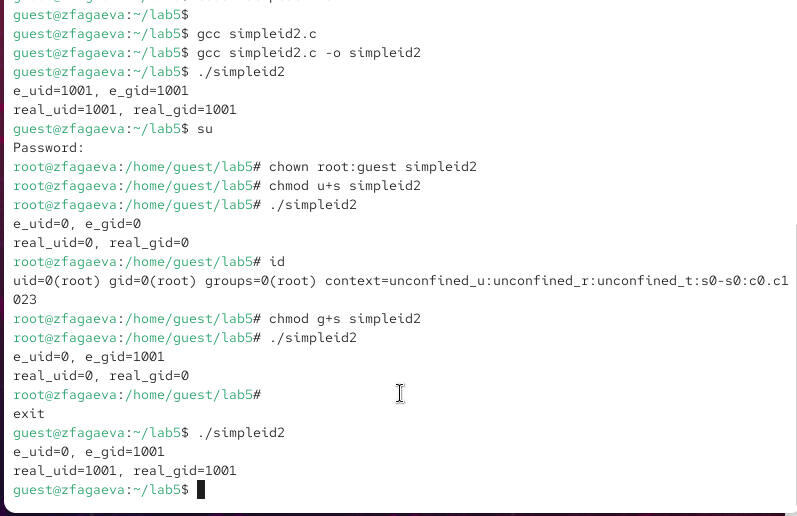 guest@zfagaeva:~/lab5$
guest@zfagaeva:~/lab5$ gcc simpleid2.c
guest@zfagaeva:~/lab5$ gcc simpleid2.c -o simpleid2
guest@zfagaeva:~/lab5$ ./simpleid2
e_uid=1001, e_gid=1001
real_uid=1001, real_gid=1001
guest@zfagaeva:~/lab5$ su
Password:
root@zfagaeva:/home/guest/lab5# chown root:guest simpleid2
root@zfagaeva:/home/guest/lab5# chmod u+s simpleid2
root@zfagaeva:/home/guest/lab5# ./simpleid2
e_uid=0, e_gid=0
real_uid=0, real_gid=0
root@zfagaeva:/home/guest/lab5# id
uid=0(root) gid=0(root) groups=0(root) context=unconfined_u:unconfined_r:unconfined_t:s0-s0:c0.c1
023
root@zfagaeva:/home/guest/lab5# chmod g+s simpleid2
root@zfagaeva:/home/guest/lab5# ./simpleid2
e_uid=0, e_gid=1001
real_uid=0, real_gid=0
root@zfagaeva:/home/guest/lab5#
exit
guest@zfagaeva:~/lab5$ ./simpleid2
e_uid=0, e_gid=1001
real_uid=1001, real_gid=1001
guest@zfagaeva:~/lab5$